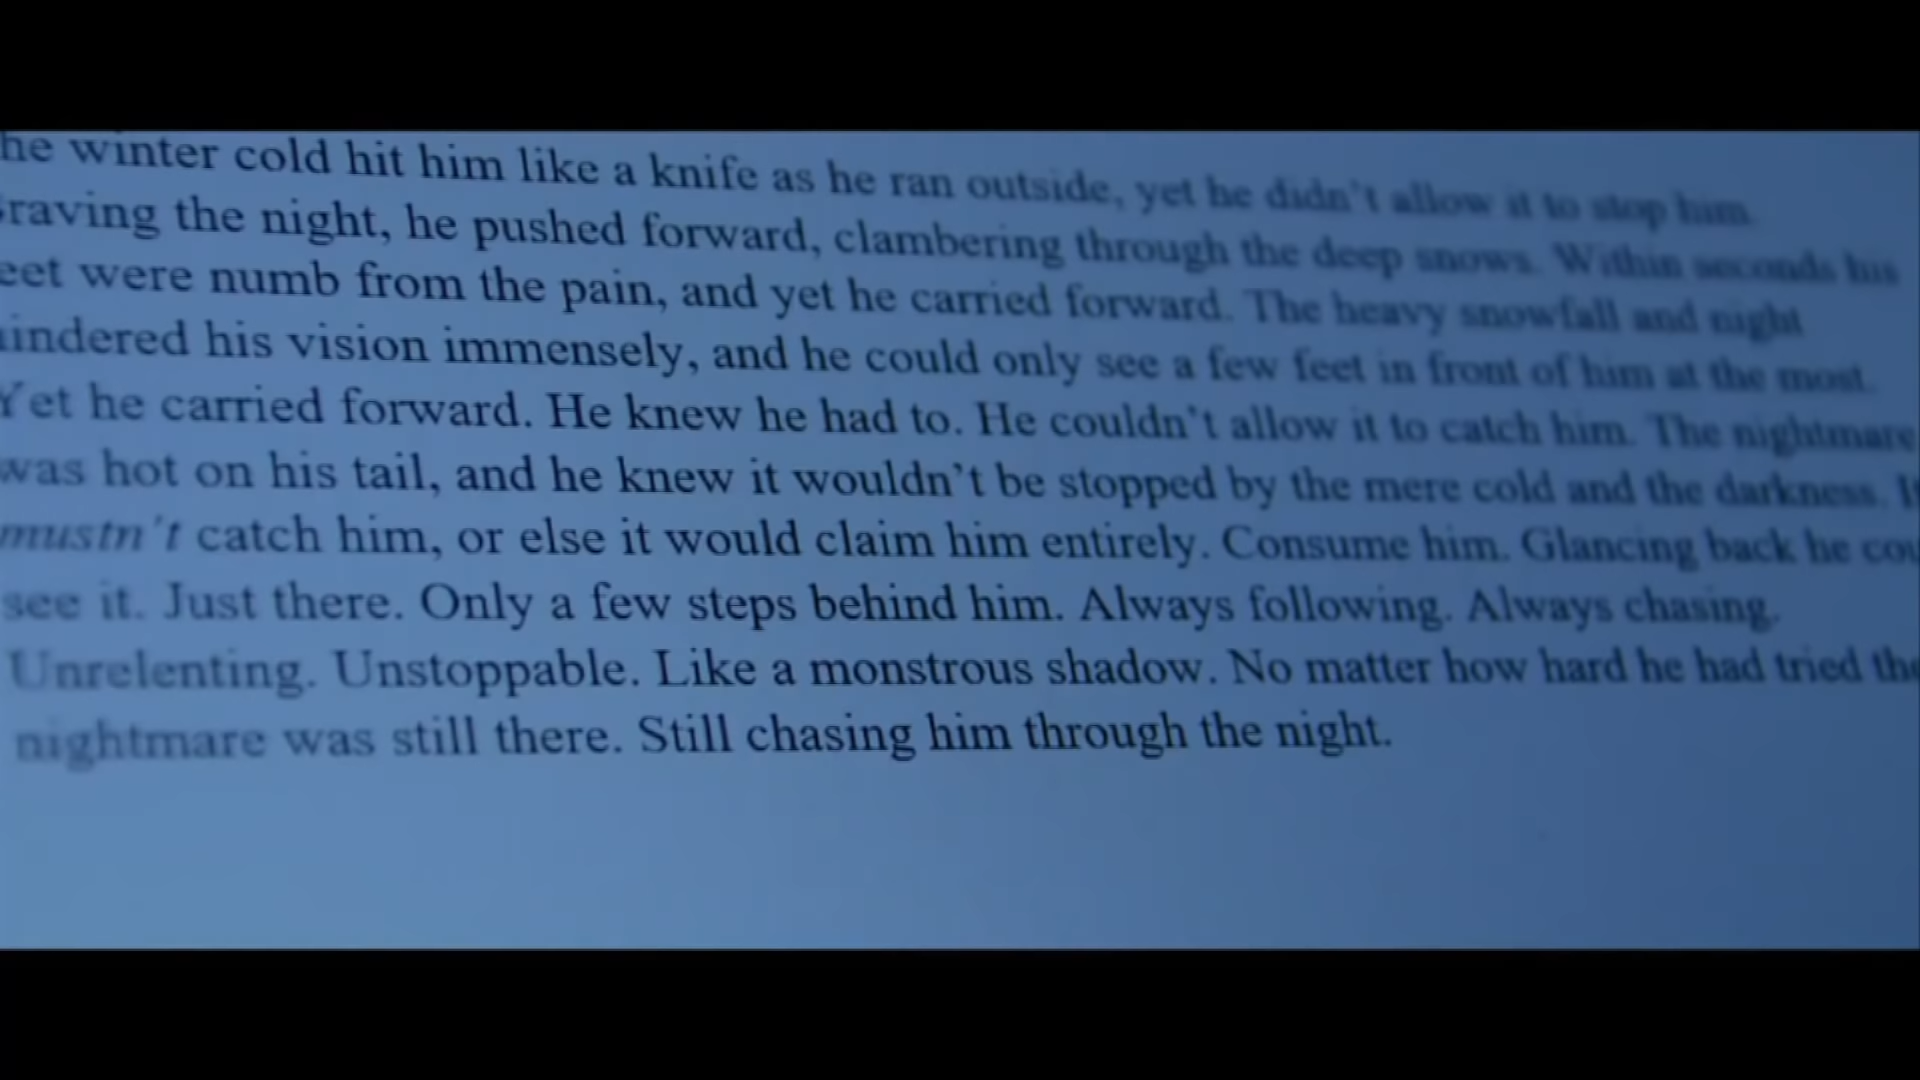 he winter cold hit him like a knife as he ran outside, yet he didn't allow it to stop him.
raving the night, he pushed forward, clambering through the deep snows. Within seconds his
eet were numb from the pain, and yet he carried forward. The heavy snowfall and night
indered his vision immensely, and he could only see a few feet in front of him at the most.
Yet he carried forward. He knew he had to. He couldn't allow it to catch him. The nightmare
was hot on his tail, and he knew it wouldn't be stopped by the mere cold and the darkness. It
mustn't catch him, or else it would claim him entirely. Consume him. Glancing back he cou
see it. Just there. Only a few steps behind him. Always following. Always chasing.
Unrelenting. Unstoppable. Like a monstrous shadow. No matter how hard he had tried the
nightmare was still there. Still chasing him through the night.